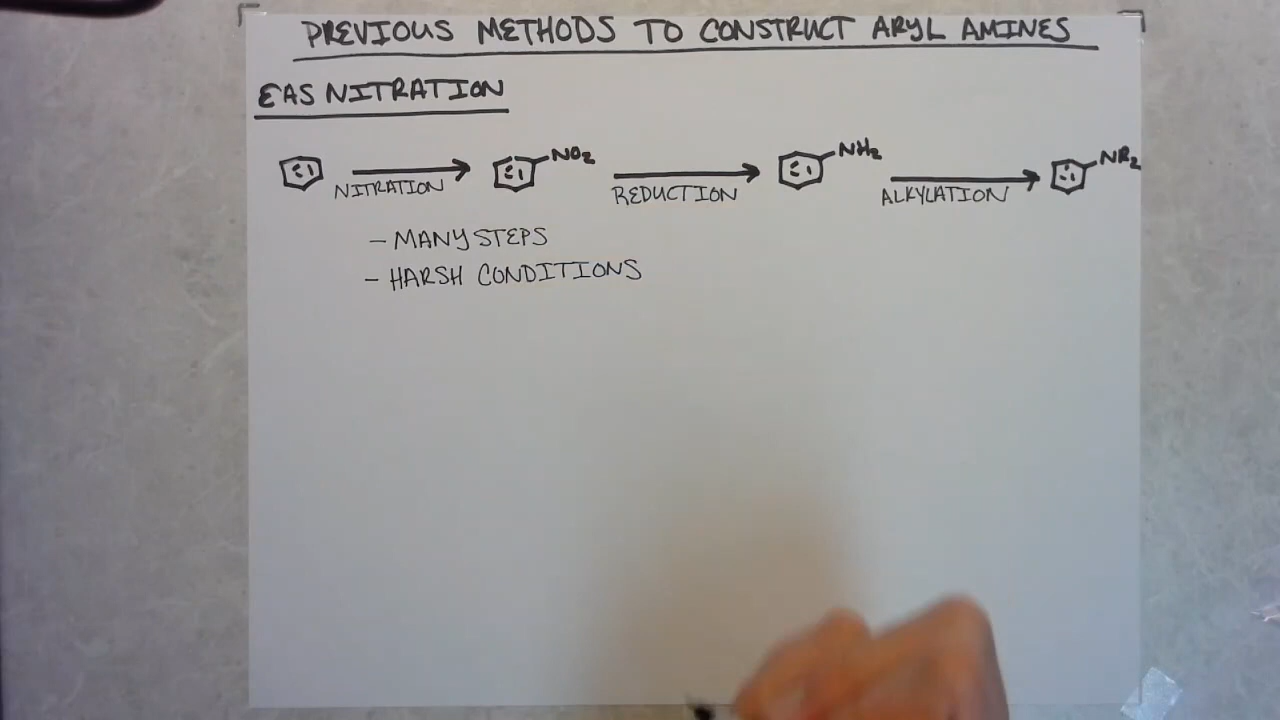 PREVIOUS METHODS TO CONSTRUCT ARYL AMINES
EAS NITRATION
NO2 NH2 NR2
NITRATION REDUCTION ALKYLATION
- MANY STEPS
- HARSH CONDITIONS